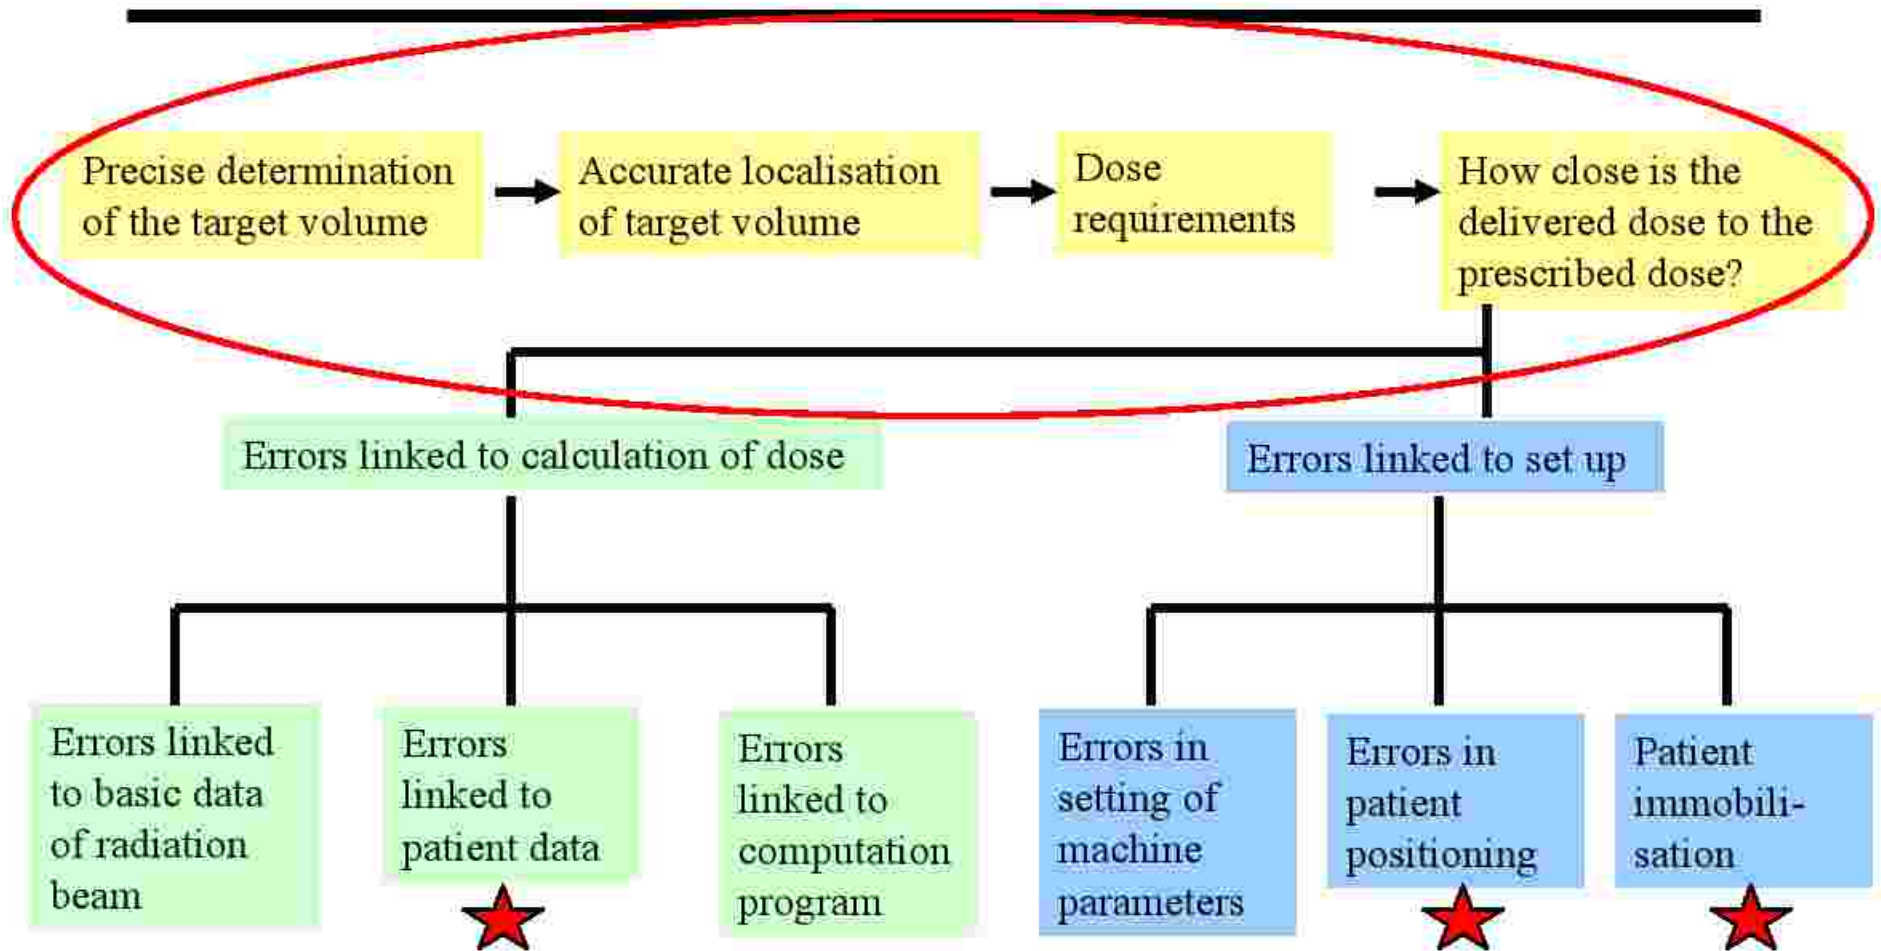 Precise determination
of the target volume
Accurate localisation
of target volume
Dose
requirements
How close is the
delivered dose to the
prescribed dose?
Errors linked to calculation of dose
Errors linked to set up
Errors linked
to basic data
of radiation
beam
Errors
linked to
patient data
Errors
linked to
computation
program
Errors in
setting of
machine
parameters
Errors in
patient
positioning
Patient
immobili-
sation